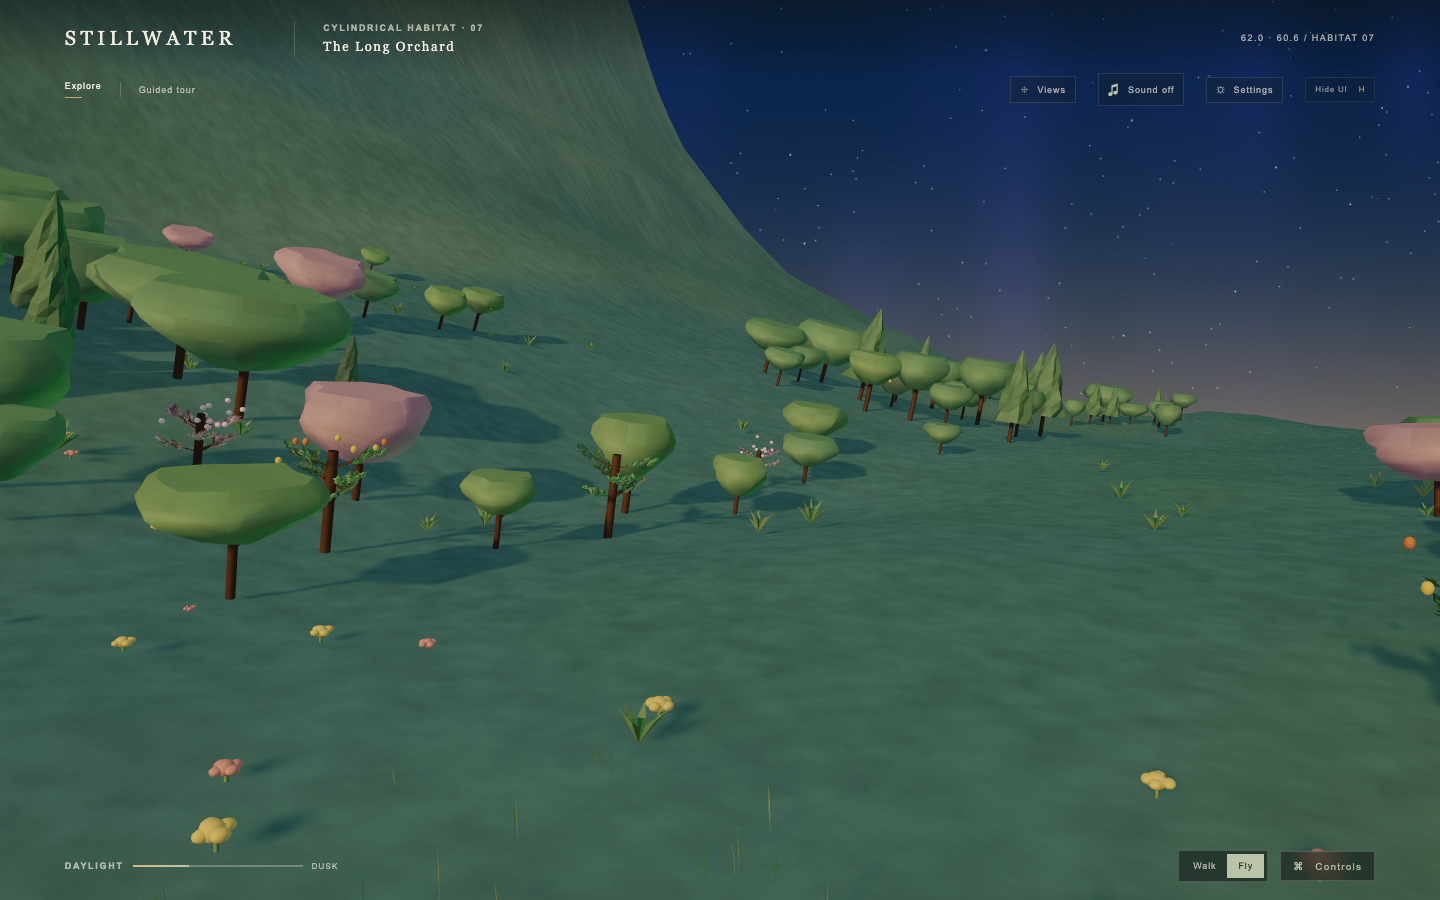 STILLWATER
CYLINDRICAL HABITAT · 07
The Long Orchard
62.0 · 60.6 / HABITAT 07
Explore
Guided tour
Views
Sound off
Settings
Hide UI H
DAYLIGHT
DUSK
Walk
Fly
⌘ Controls